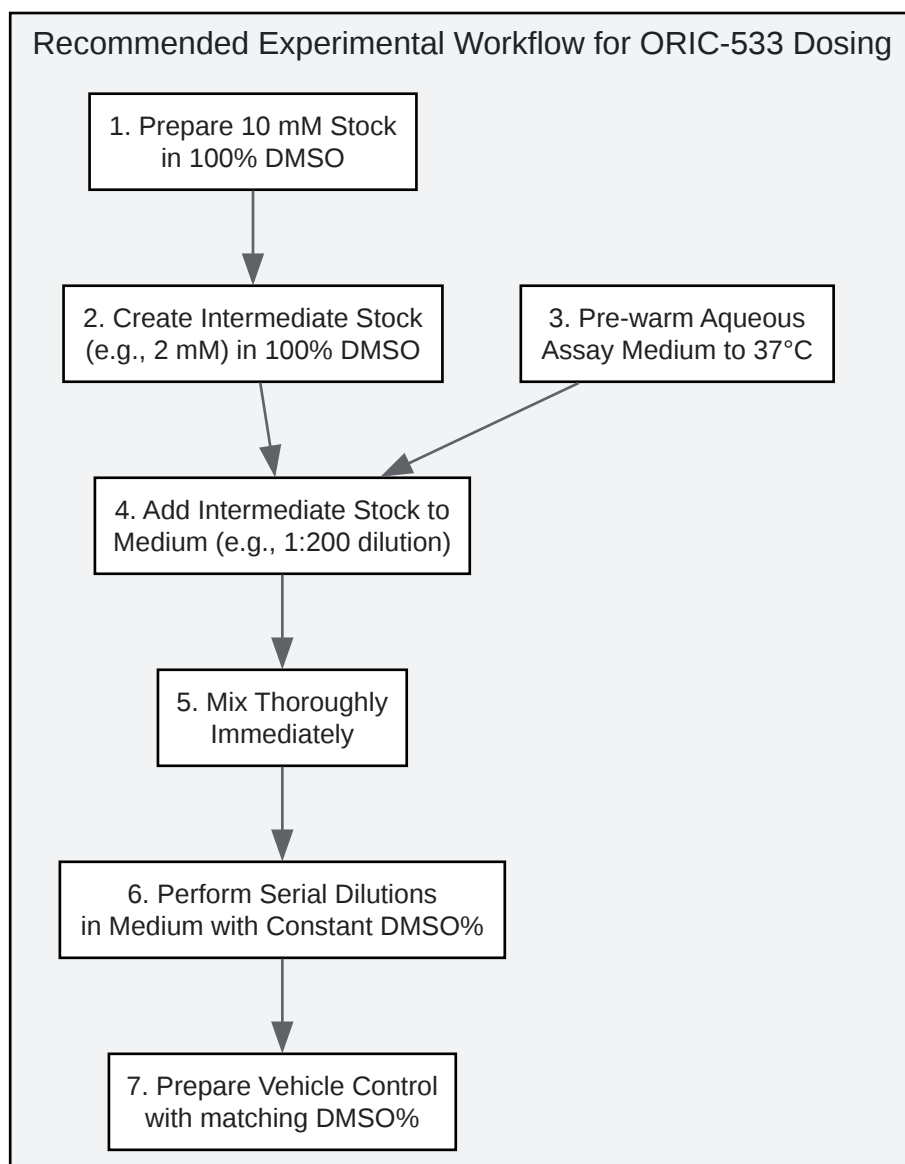 Recommended Experimental Workflow for ORIC-533 Dosing
1. Prepare 10 mM Stock
in 100% DMSO
2. Create Intermediate Stock
(e.g., 2 mM) in 100% DMSO
3. Pre-warm Aqueous
Assay Medium to 37°C
4. Add Intermediate Stock to
Medium (e.g., 1:200 dilution)
5. Mix Thoroughly
Immediately
6. Perform Serial Dilutions
in Medium with Constant DMSO%
7. Prepare Vehicle Control
with matching DMSO%